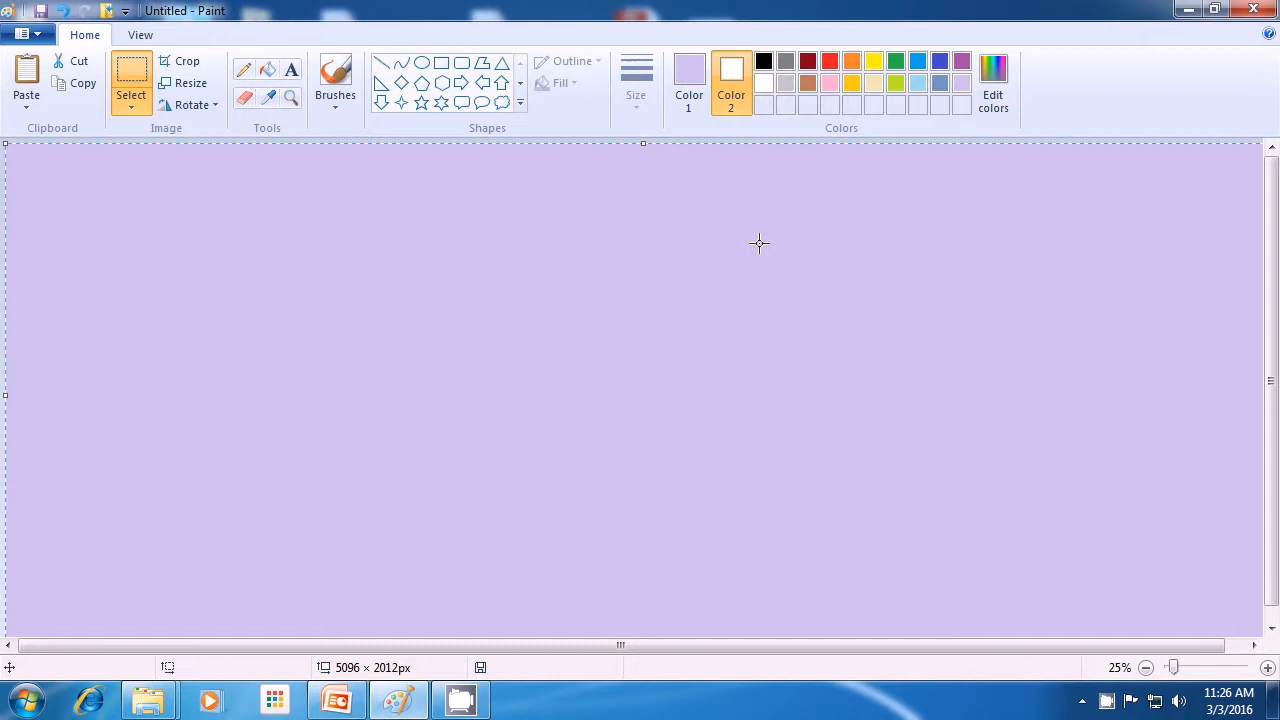 Untitled - Paint
Home View
Cut
Copy
Paste
Clipboard
Select
Crop
Resize
Rotate
Image
A
Tools
Brushes
Shapes
Outline
Fill
Size
Color 1
Color 2
Colors
Edit colors
5096 × 2012px
25%
11:26 AM
3/3/2016